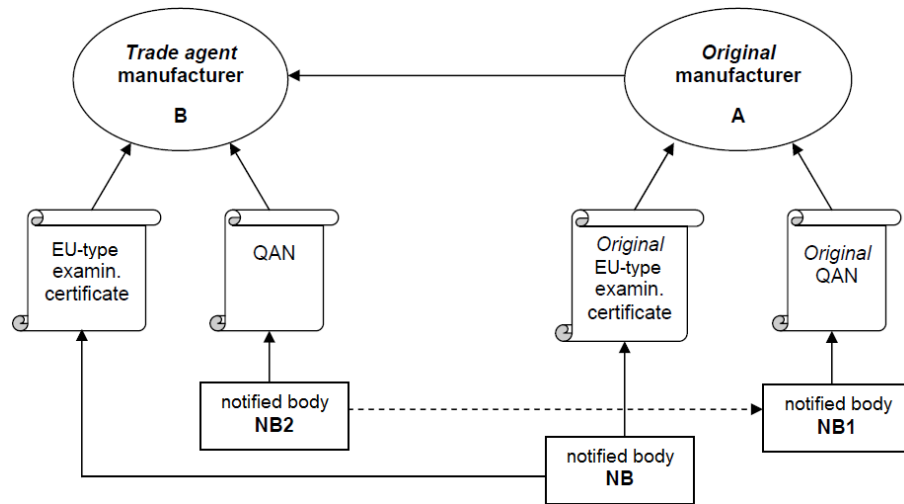 Trade agent
manufacturer
B
Original
manufacturer
A
EU-type
examin.
certificate
QAN
Original
EU-type
examin.
certificate
Original
QAN
notified body
NB2
notified body
NB1
notified body
NB